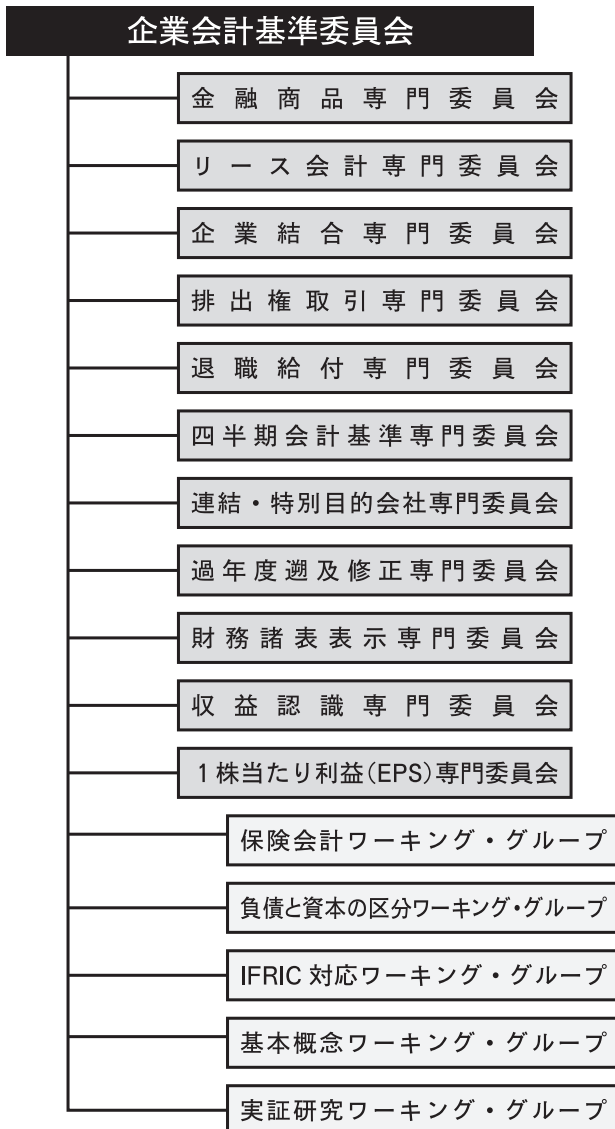 企業会計基準委員会
金融商品専門委員会
リース会計専門委員会
企業結合専門委員会
排出権取引専門委員会
退職給付専門委員会
四半期会計基準専門委員会
連結・特別目的会社専門委員会
過年度遡及修正専門委員会
財務諸表表示専門委員会
収益認識専門委員会
1株当たり利益(EPS)専門委員会
保険会計ワーキング・グループ
負債と資本の区分ワーキング・グループ
IFRIC 対応ワーキング・グループ
基本概念ワーキング・グループ
実証研究ワーキング・グループ